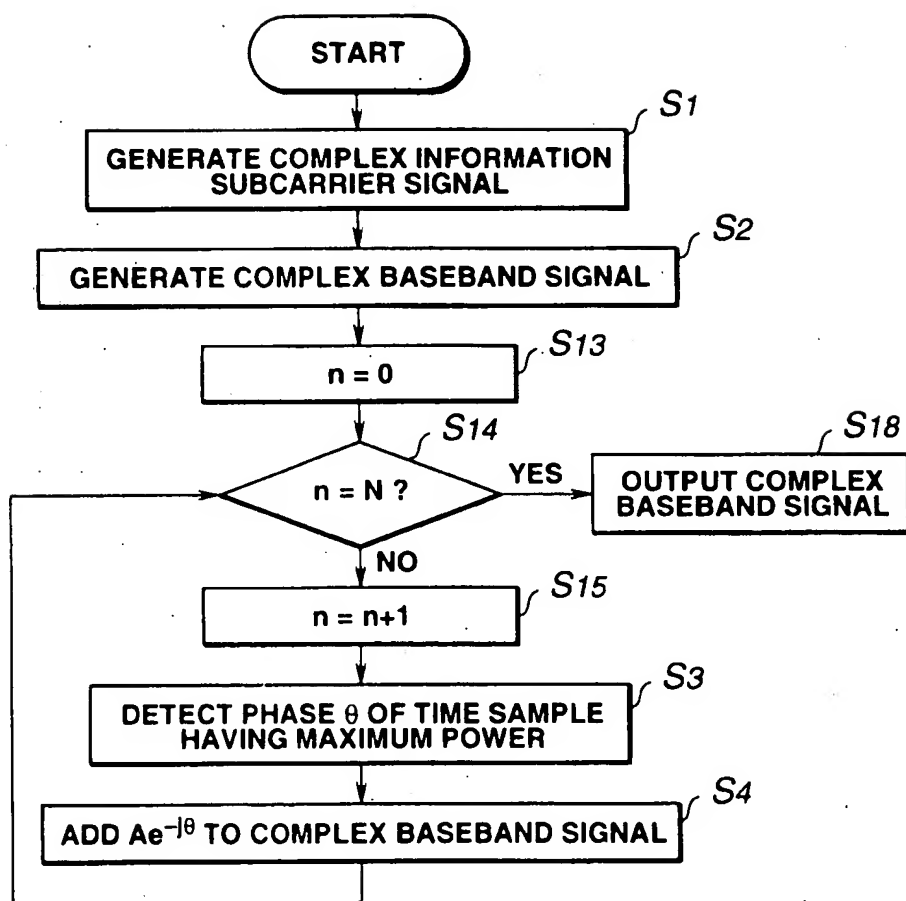 START
S1
GENERATE COMPLEX INFORMATION
SUBCARRIER SIGNAL
S2
GENERATE COMPLEX BASEBAND SIGNAL
S13
n = 0
S14
n = N ?
YES
S18
OUTPUT COMPLEX
BASEBAND SIGNAL
NO
S15
n = n+1
S3
DETECT PHASE θ OF TIME SAMPLE
HAVING MAXIMUM POWER
S4
ADD Ae⁻ʲᶿ TO COMPLEX BASEBAND SIGNAL